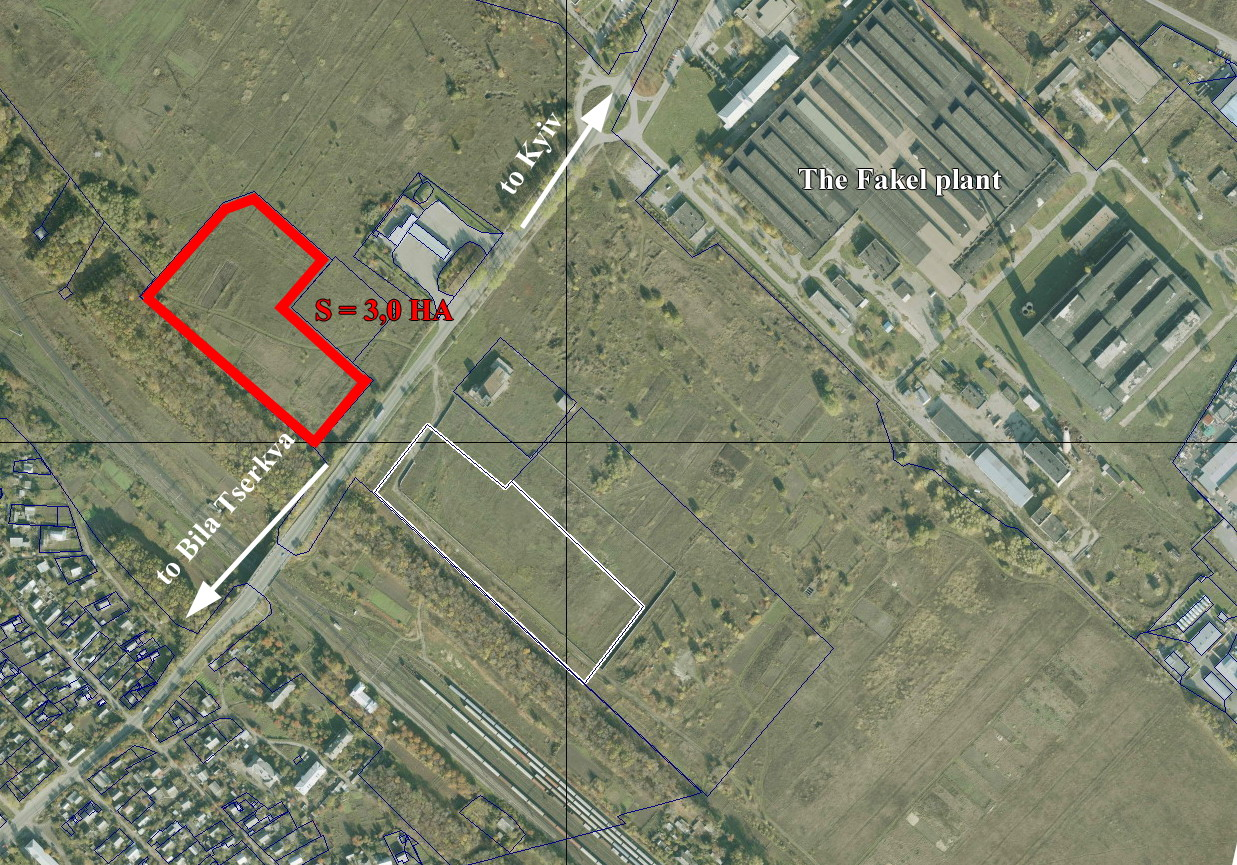 to Kyiv
The Fakel plant
S = 3,0 HA
to Bila Tserkva